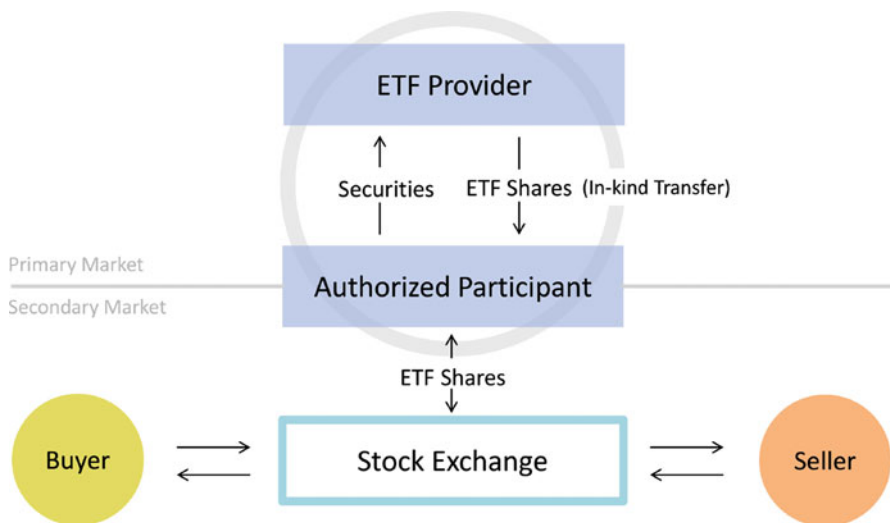 ETF Provider
Securities
ETF Shares (In-kind Transfer)
Primary Market
Authorized Participant
Secondary Market
ETF Shares
Buyer
Stock Exchange
Seller